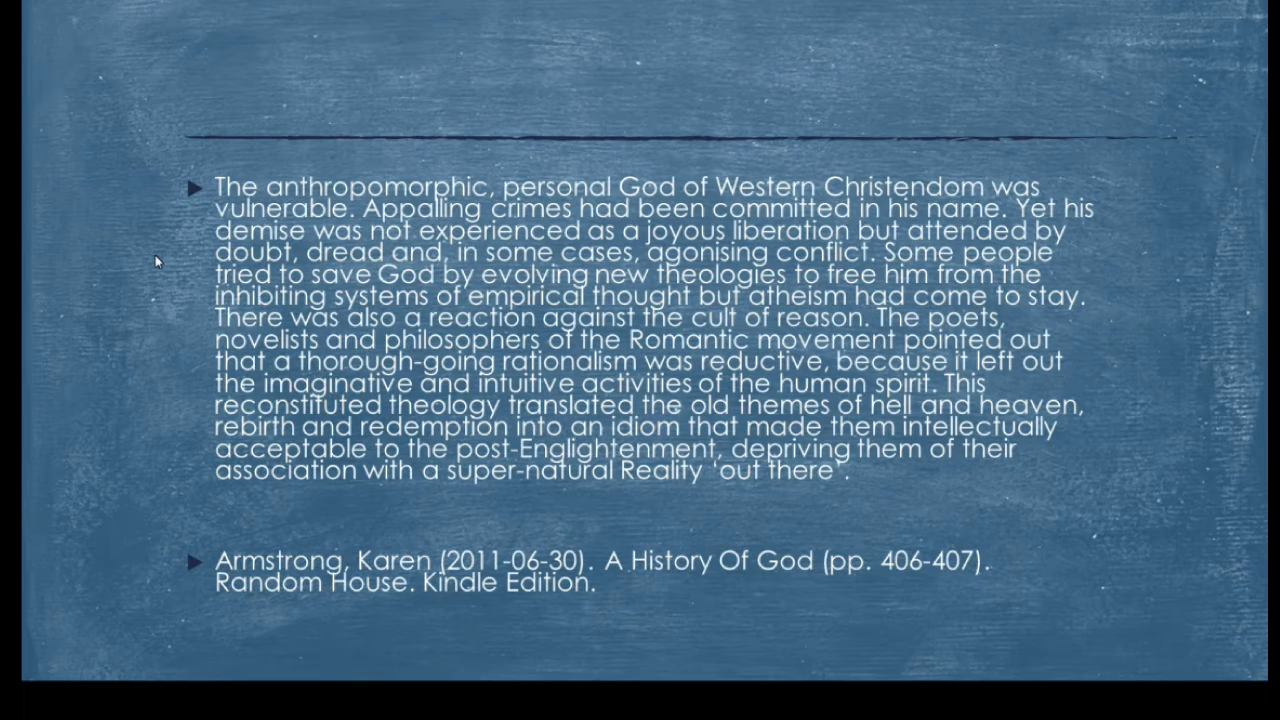 The anthropomorphic, personal God of Western Christendom was
vulnerable. Appalling crimes had been committed in his name. Yet his
demise was not experienced as a joyous liberation but attended by
doubt, dread and, in some cases, agonising conflict. Some people
tried to save God by evolving new theologies to free him from the
inhibiting systems of empirical thought but atheism had come to stay.
There was also a reaction against the cult of reason. The poets,
novelists and philosophers of the Romantic movement pointed out
that a thorough-going rationalism was reductive, because it left out
the imaginative and intuitive activities of the human spirit. This
reconstituted theology translated the old themes of hell and heaven,
rebirth and redemption into an idiom that made them intellectually
acceptable to the post-Englightenment, depriving them of their
association with a super-natural Reality 'out there'.
Armstrong, Karen (2011-06-30). A History Of God (pp. 406-407).
Random House. Kindle Edition.